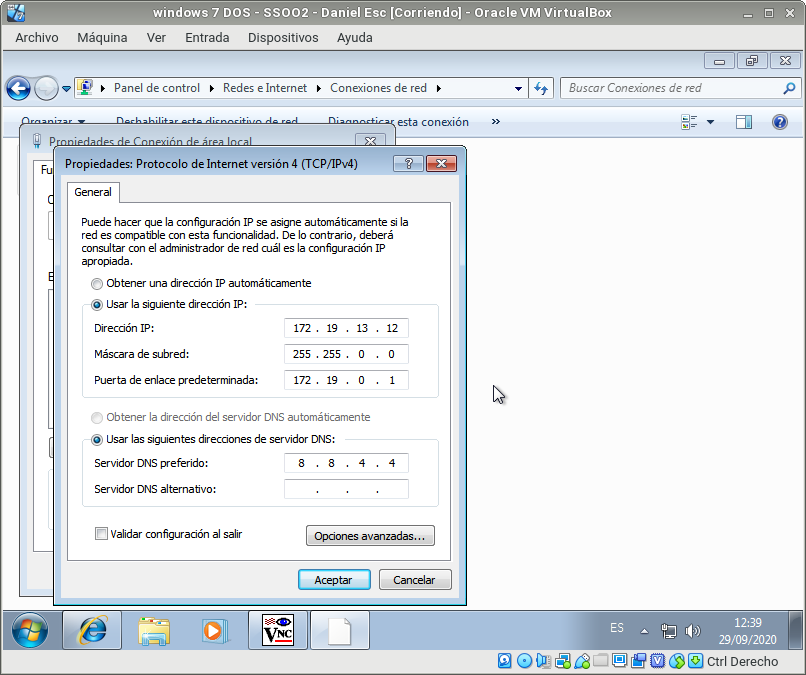 windows 7 DOS - SSOO2 - Daniel Esc [Corriendo] - Oracle VM VirtualBox
Archivo Máquina Ver Entrada Dispositivos Ayuda
Panel de control Redes e Internet Conexiones de red Buscar Conexiones de red
Organizar Deshabilitar este dispositivo de red Diagnosticar esta conexión »
Propiedades de Conexión de área local
Propiedades: Protocolo de Internet versión 4 (TCP/IPv4)
General
Puede hacer que la configuración IP se asigne automáticamente si la
red es compatible con esta funcionalidad. De lo contrario, deberá
consultar con el administrador de red cuál es la configuración IP
apropiada.
Obtener una dirección IP automáticamente
Usar la siguiente dirección IP:
Dirección IP: 172 . 19 . 13 . 12
Máscara de subred: 255 . 255 . 0 . 0
Puerta de enlace predeterminada: 172 . 19 . 0 . 1
Obtener la dirección del servidor DNS automáticamente
Usar las siguientes direcciones de servidor DNS:
Servidor DNS preferido: 8 . 8 . 4 . 4
Servidor DNS alternativo: . . .
Validar configuración al salir Opciones avanzadas...
Aceptar Cancelar
VNC
ES 12:39
29/09/2020
Ctrl Derecho